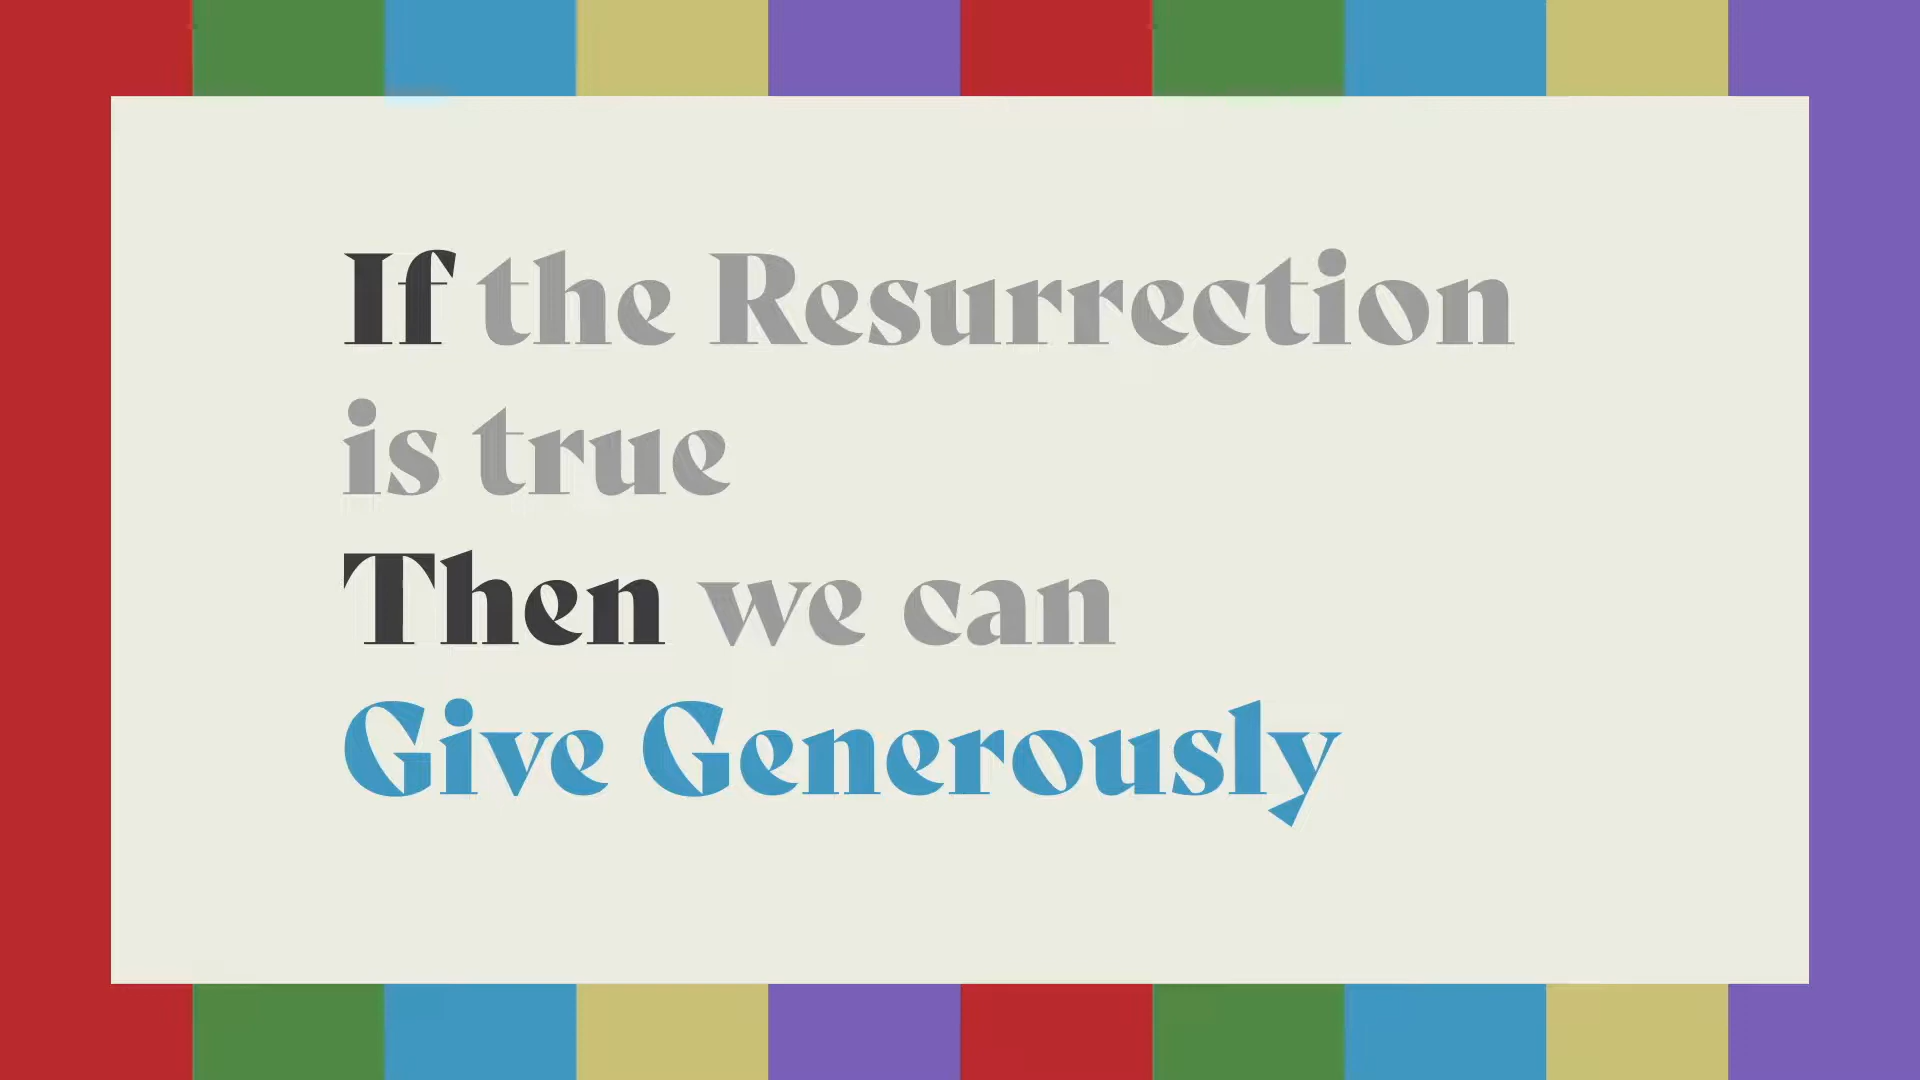 If the Resurrection
is true
Then we can
Give Generously